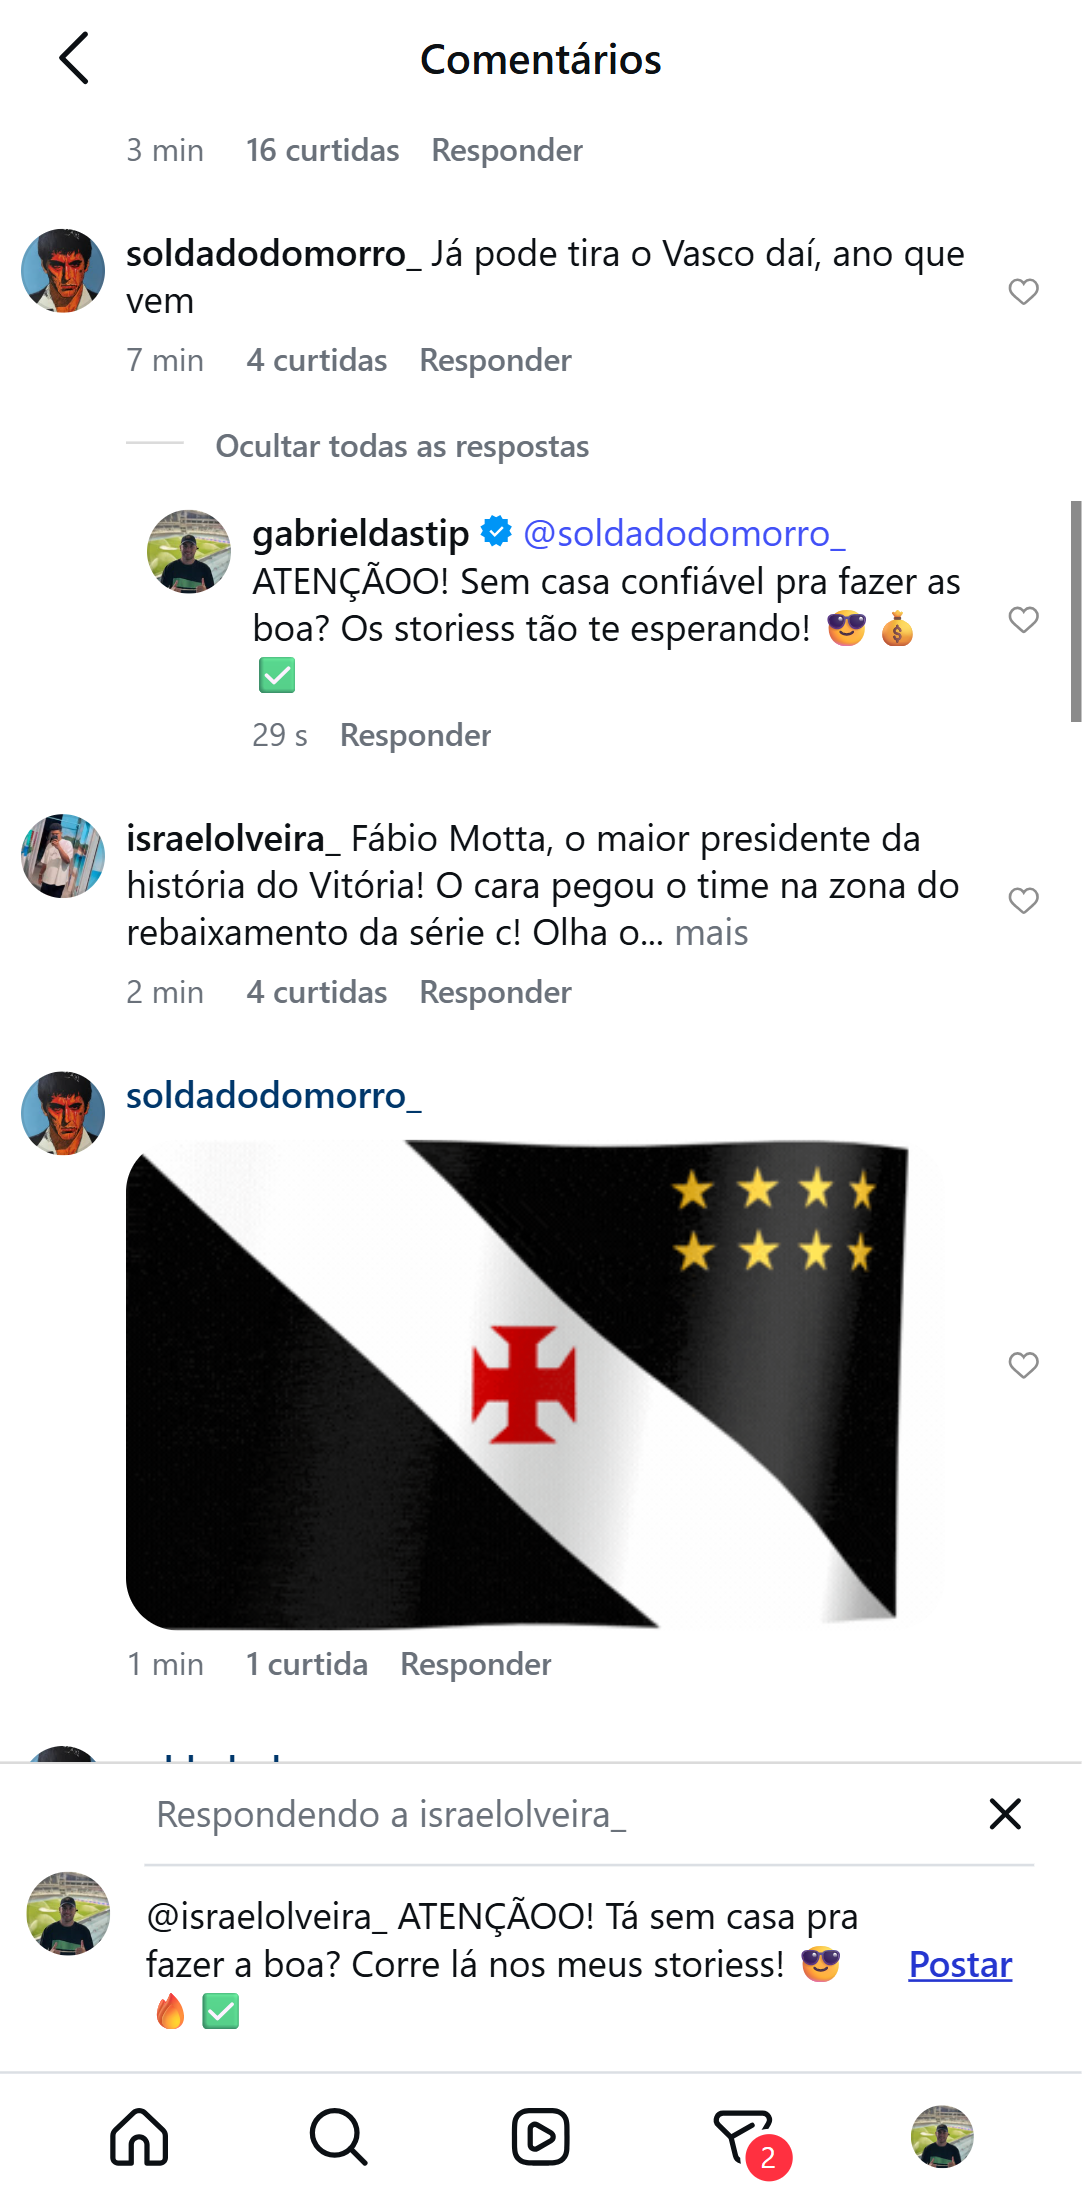 Comentários
3 min 16 curtidas Responder
soldadodomorro_ Já pode tira o Vasco daí, ano que
vem
7 min 4 curtidas Responder
Ocultar todas as respostas
gabrieldastip @soldadodomorro_
ATENÇÃOO! Sem casa confiável pra fazer as
boa? Os storiess tão te esperando! 😎 💰
✅
29 s Responder
israelolveira_ Fábio Motta, o maior presidente da
história do Vitória! O cara pegou o time na zona do
rebaixamento da série c! Olha o... mais
2 min 4 curtidas Responder
soldadodomorro_
1 min 1 curtida Responder
Respondendo a israelolveira_
@israelolveira_ ATENÇÃOO! Tá sem casa pra
fazer a boa? Corre lá nos meus storiess! 😎
🔥 ✅
Postar
2